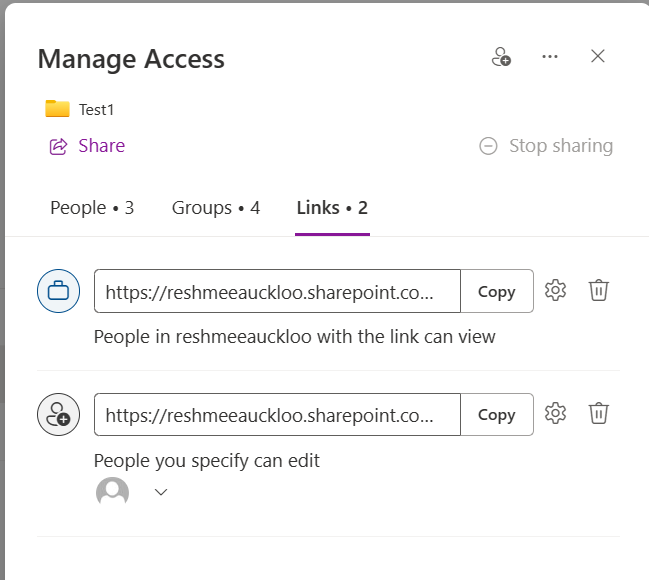 Manage Access
Test1
Share
Stop sharing
People • 3 Groups • 4 Links • 2
https://reshmeeauckloo.sharepoint.co... Copy
People in reshmeeauckloo with the link can view
https://reshmeeauckloo.sharepoint.co... Copy
People you specify can edit